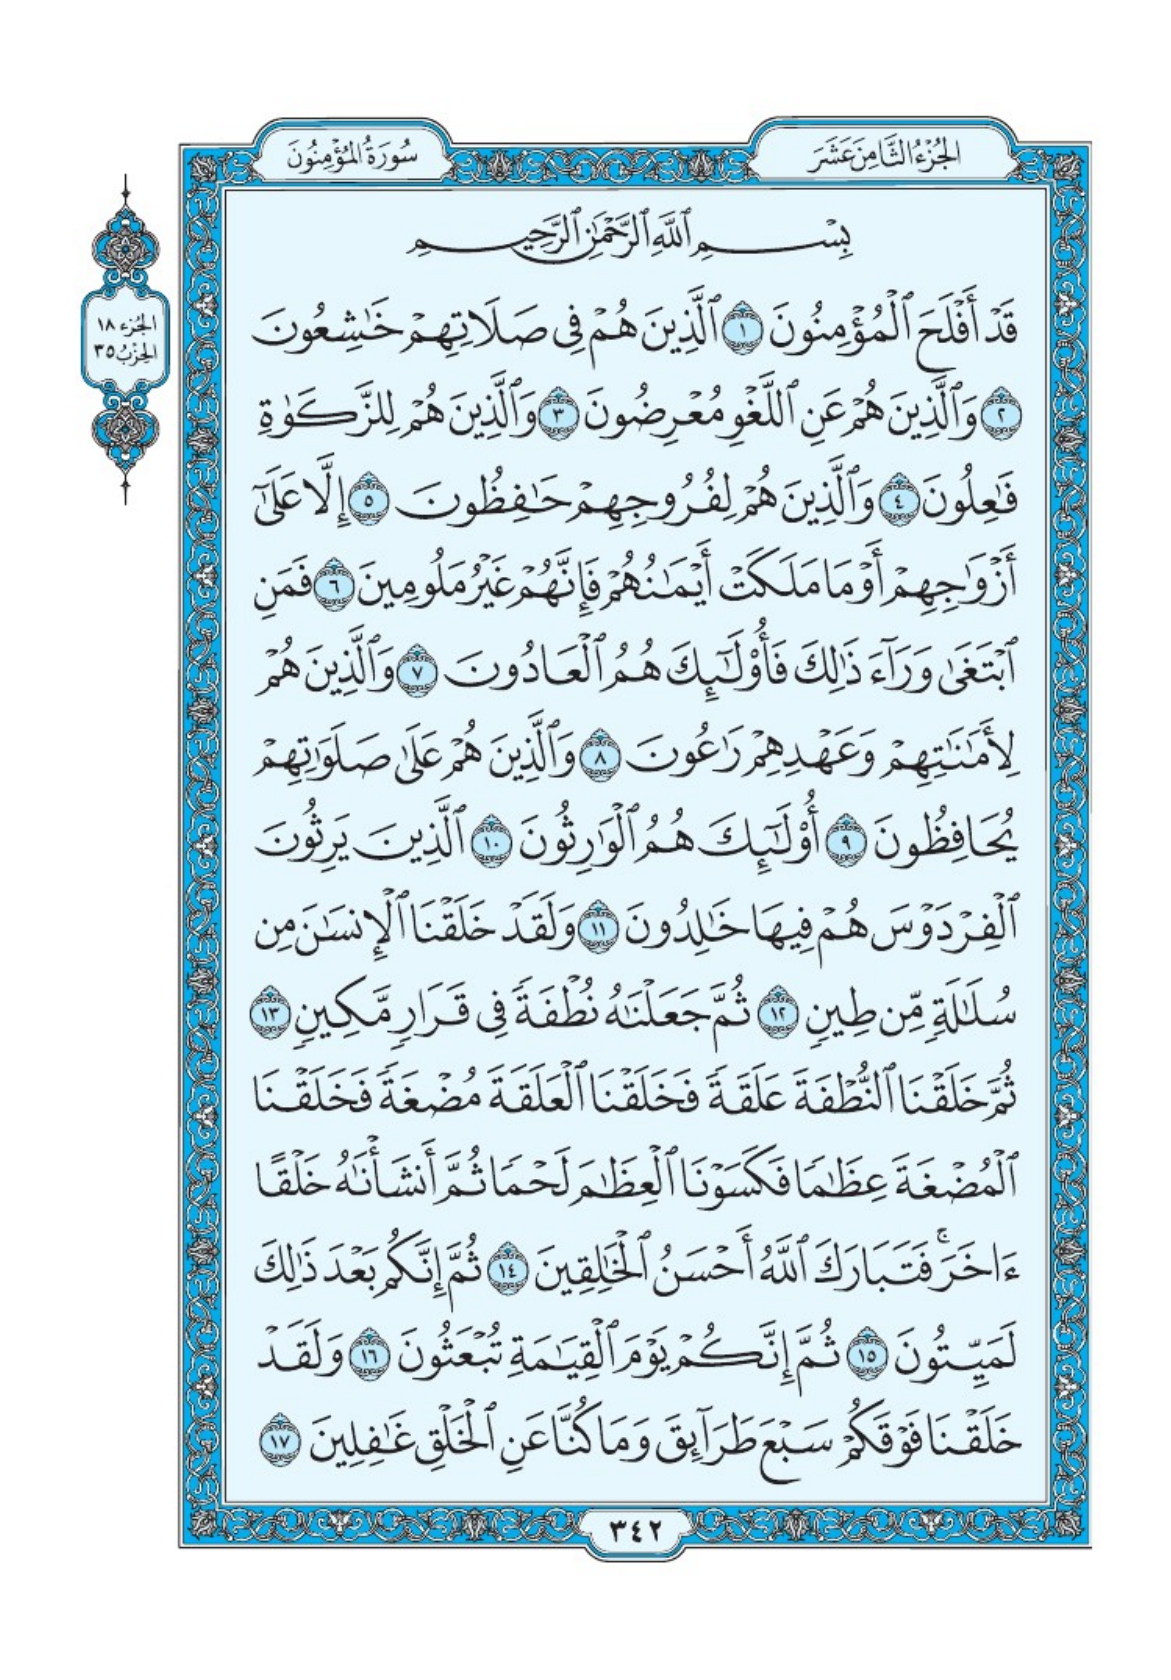 الجُزْءُ الثَّامِنَ عَشَرَ
سُورَةُ المُؤْمِنُونَ
الجُزء ١٨
الحِزْبُ ٣٥
بِسْمِ ٱللَّهِ ٱلرَّحْمَٰنِ ٱلرَّحِيمِ
قَدْ أَفْلَحَ ٱلْمُؤْمِنُونَ ١ ٱلَّذِينَ هُمْ فِي صَلَاتِهِمْ خَٰشِعُونَ
٢ وَٱلَّذِينَ هُمْ عَنِ ٱللَّغْوِ مُعْرِضُونَ ٣ وَٱلَّذِينَ هُمْ لِلزَّكَوٰةِ
فَٰعِلُونَ ٤ وَٱلَّذِينَ هُمْ لِفُرُوجِهِمْ حَٰفِظُونَ ٥ إِلَّا عَلَىٰٓ
أَزْوَٰجِهِمْ أَوْ مَا مَلَكَتْ أَيْمَٰنُهُمْ فَإِنَّهُمْ غَيْرُ مَلُومِينَ ٦ فَمَنِ
ٱبْتَغَىٰ وَرَآءَ ذَٰلِكَ فَأُو۟لَٰٓئِكَ هُمُ ٱلْعَادُونَ ٧ وَٱلَّذِينَ هُمْ
لِأَمَٰنَٰتِهِمْ وَعَهْدِهِمْ رَٰعُونَ ٨ وَٱلَّذِينَ هُمْ عَلَىٰ صَلَوَٰتِهِمْ
يُحَافِظُونَ ٩ أُو۟لَٰٓئِكَ هُمُ ٱلْوَٰرِثُونَ ١٠ ٱلَّذِينَ يَرِثُونَ
ٱلْفِرْدَوْسَ هُمْ فِيهَا خَٰلِدُونَ ١١ وَلَقَدْ خَلَقْنَا ٱلْإِنسَٰنَ مِن
سُلَٰلَةٍ مِّن طِينٍ ١٢ ثُمَّ جَعَلْنَٰهُ نُطْفَةً فِي قَرَارٍ مَّكِينٍ ١٣
ثُمَّ خَلَقْنَا ٱلنُّطْفَةَ عَلَقَةً فَخَلَقْنَا ٱلْعَلَقَةَ مُضْغَةً فَخَلَقْنَا
ٱلْمُضْغَةَ عِظَٰمًا فَكَسَوْنَا ٱلْعِظَٰمَ لَحْمًا ثُمَّ أَنشَأْنَٰهُ خَلْقًا
ءَاخَرَۚ فَتَبَارَكَ ٱللَّهُ أَحْسَنُ ٱلْخَٰلِقِينَ ١٤ ثُمَّ إِنَّكُم بَعْدَ ذَٰلِكَ
لَمَيِّتُونَ ١٥ ثُمَّ إِنَّكُمْ يَوْمَ ٱلْقِيَٰمَةِ تُبْعَثُونَ ١٦ وَلَقَدْ
خَلَقْنَا فَوْقَكُمْ سَبْعَ طَرَآئِقَ وَمَا كُنَّا عَنِ ٱلْخَلْقِ غَٰفِلِينَ ١٧
٣٤٢